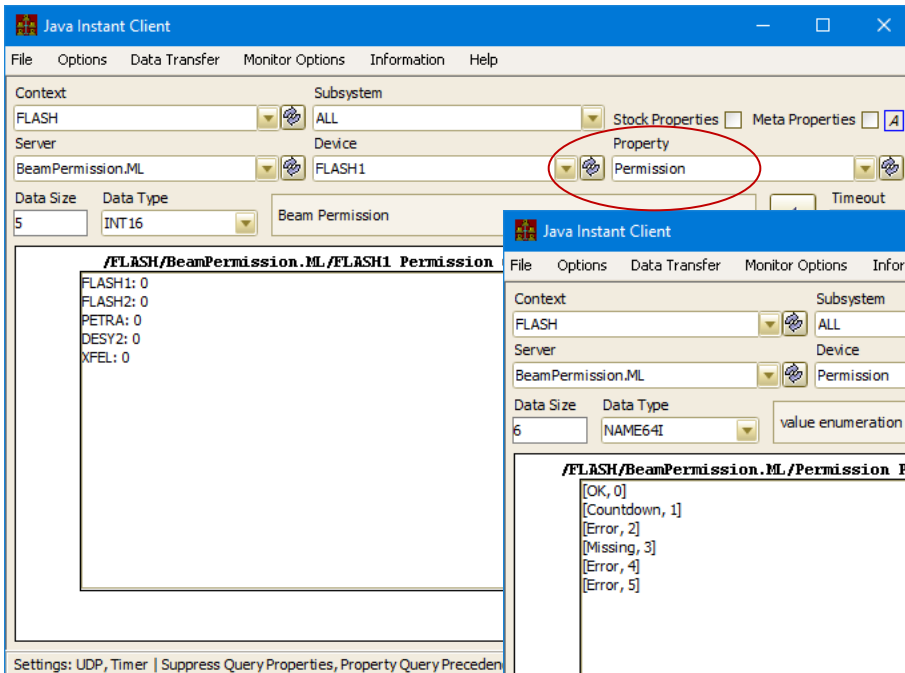 Java Instant Client
File Options Data Transfer Monitor Options Information Help
Context Subsystem
FLASH ALL Stock Properties Meta Properties A
Server Device Property
BeamPermission.ML FLASH1 Permission
Data Size Data Type Timeout
5 INT16 Beam Permission
/FLASH/BeamPermission.ML/FLASH1 Permission
FLASH1: 0
FLASH2: 0
PETRA: 0
DESY2: 0
XFEL: 0
Settings: UDP, Timer | Suppress Query Properties, Property Query Preceden
Java Instant Client
File Options Data Transfer Monitor Options Infor
Context Subsystem
FLASH ALL
Server Device
BeamPermission.ML Permission
Data Size Data Type
6 NAME64I value enumeration
/FLASH/BeamPermission.ML/Permission P
[OK, 0]
[Countdown, 1]
[Error, 2]
[Missing, 3]
[Error, 4]
[Error, 5]